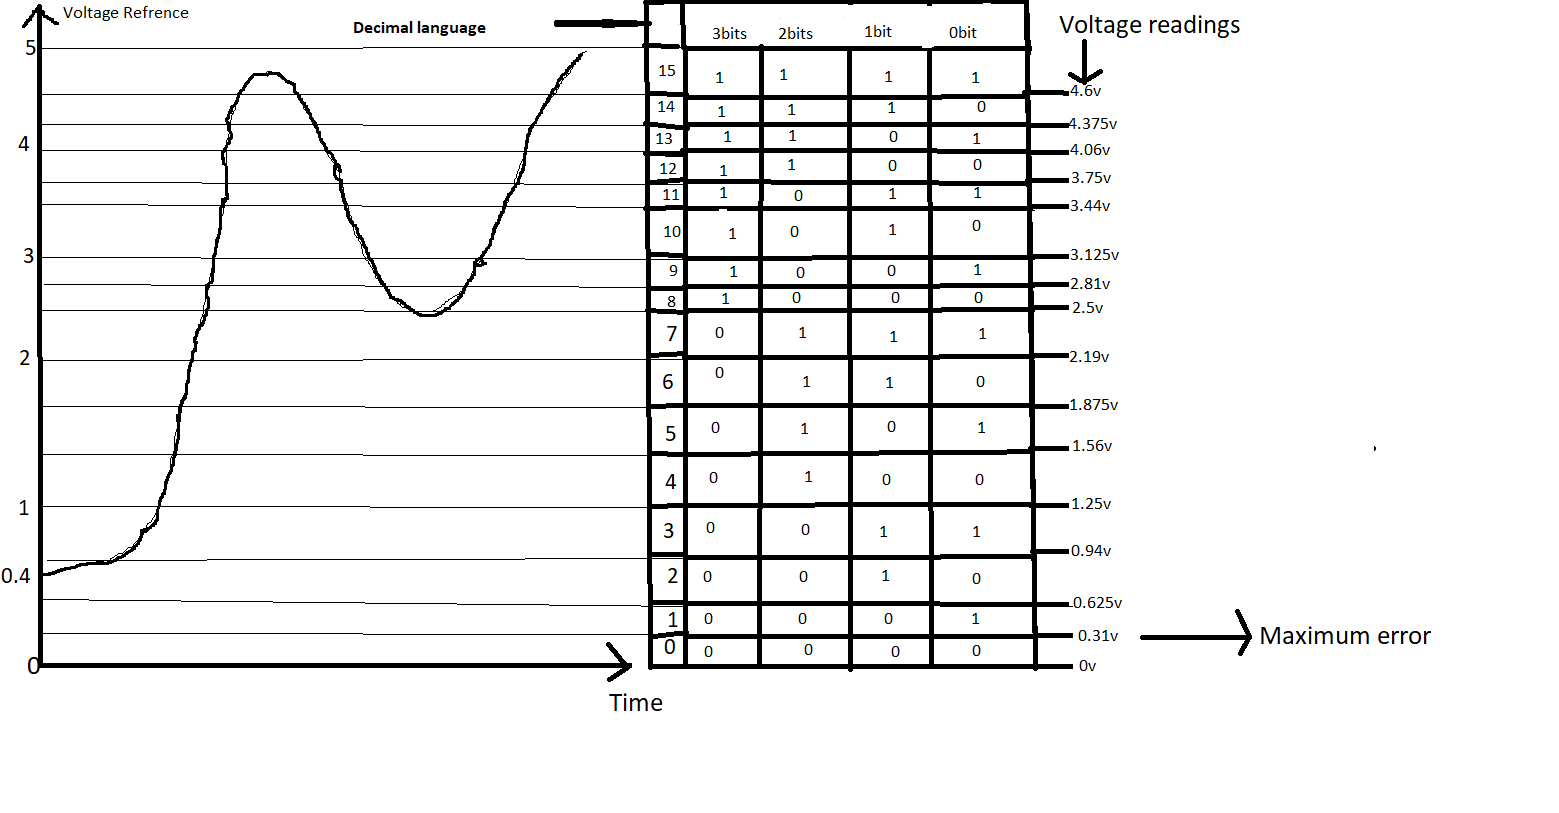 Voltage Refrence
Decimal language
3bits 2bits 1bit 0bit
Voltage readings
5
15 1 1 1 1
4.6v
14 1 1 1 0
4.375v
13 1 1 0 1
4
4.06v
12 1 1 0 0
3.75v
11 1 0 1 1
3.44v
10 1 0 1 0
3
3.125v
9 1 0 0 1
2.81v
8 1 0 0 0
2.5v
7 0 1 1 1
2
2.19v
6 0 1 1 0
1.875v
5 0 1 0 1
1.56v
4 0 1 0 0
1
1.25v
3 0 0 1 1
0.94v
0.4
2 0 0 1 0
0.625v
1 0 0 0 1
0.31v
Maximum error
0 0 0 0 0
0
0v
Time